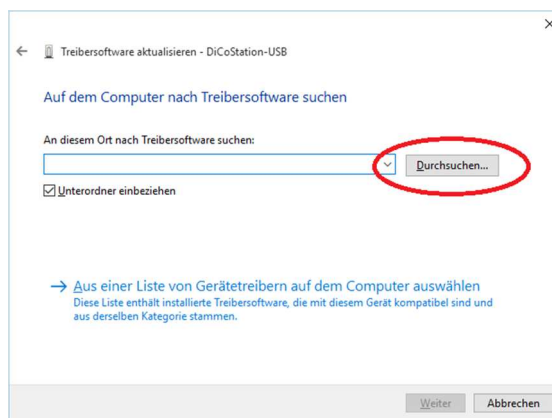 Treibersoftware aktualisieren - DiCoStation-USB
Auf dem Computer nach Treibersoftware suchen
An diesem Ort nach Treibersoftware suchen:
Durchsuchen...
Unterordner einbeziehen
Aus einer Liste von Gerätetreibern auf dem Computer auswählen
Diese Liste enthält installierte Treibersoftware, die mit diesem Gerät kompatibel sind und
aus derselben Kategorie stammen.
Weiter Abbrechen